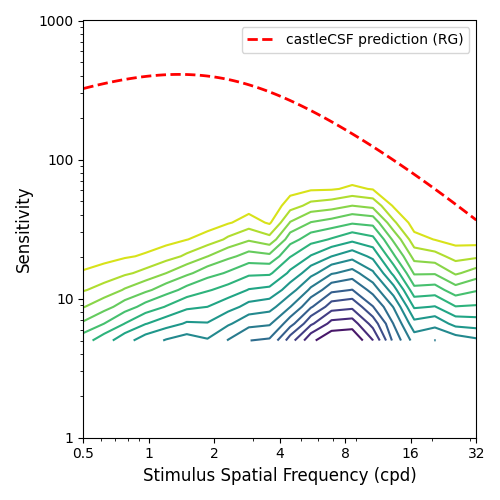 1000
castleCSF prediction (RG)
100
Sensitivity
10
1
0.5 1 2 4 8 16 32
Stimulus Spatial Frequency (cpd)